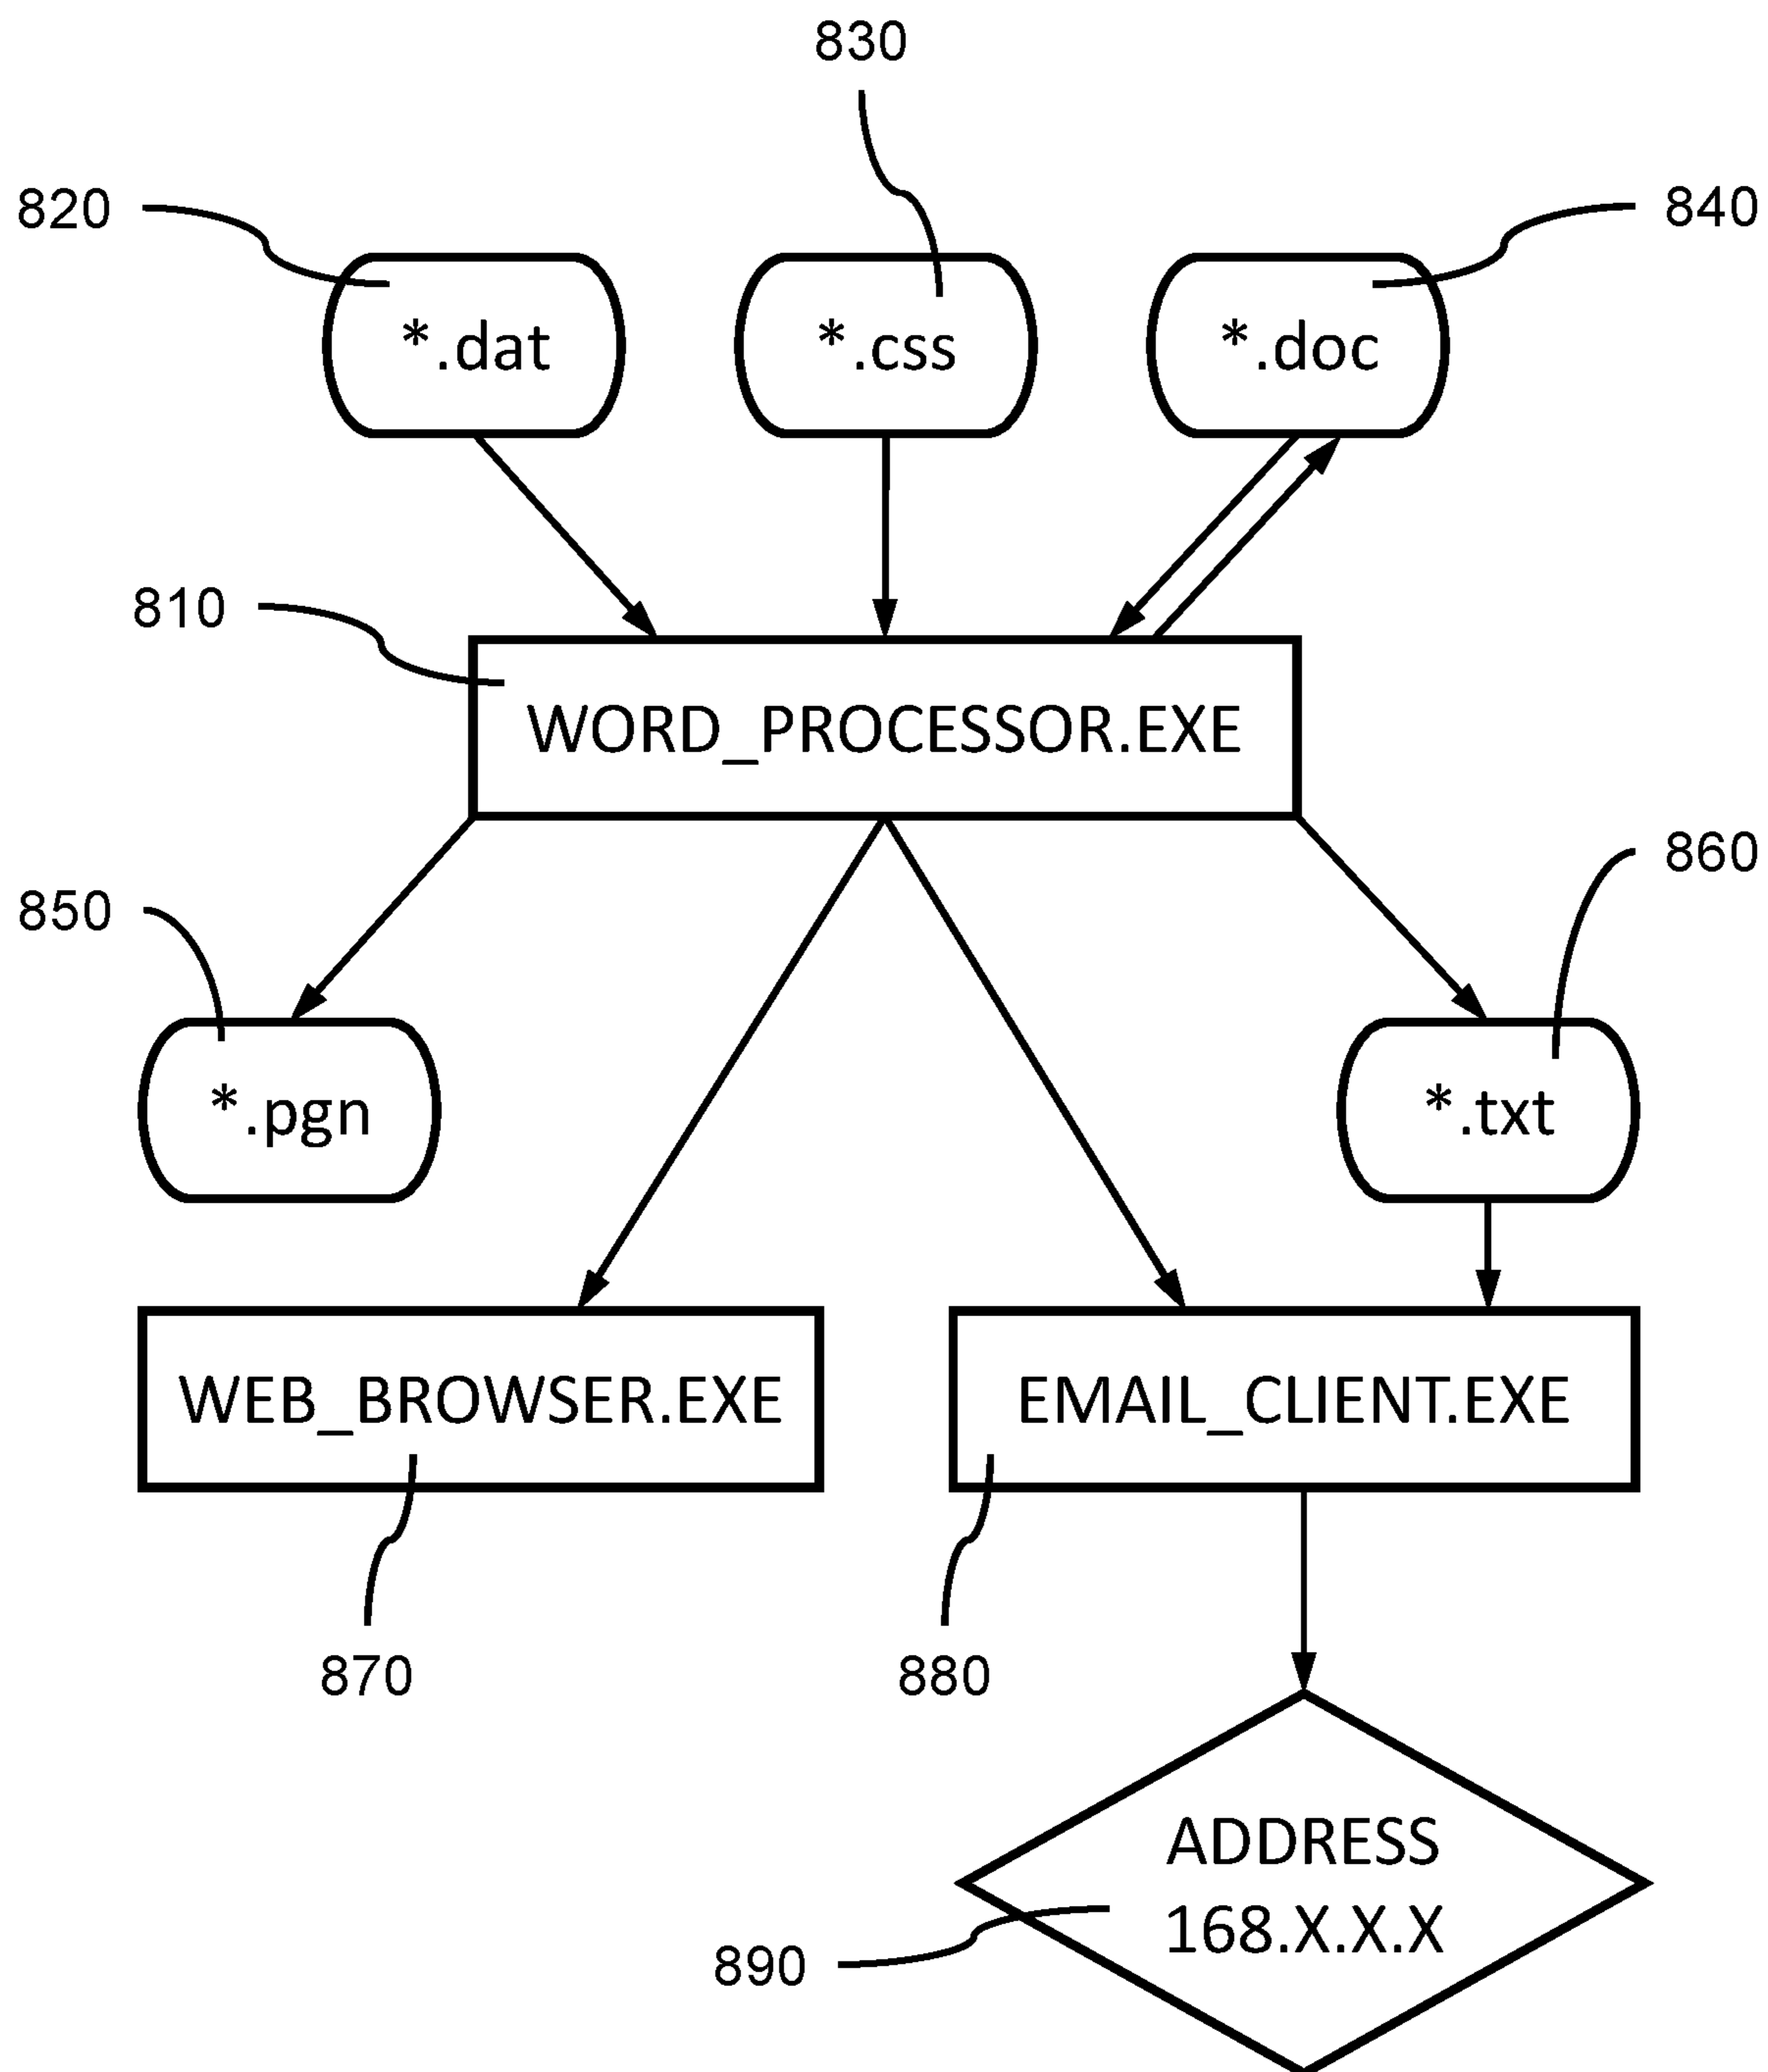 830
820
840
*.dat
*.css
*.doc
810
WORD_PROCESSOR.EXE
860
850
*.pgn
*.txt
WEB_BROWSER.EXE
EMAIL_CLIENT.EXE
870
880
ADDRESS
168.X.X.X
890